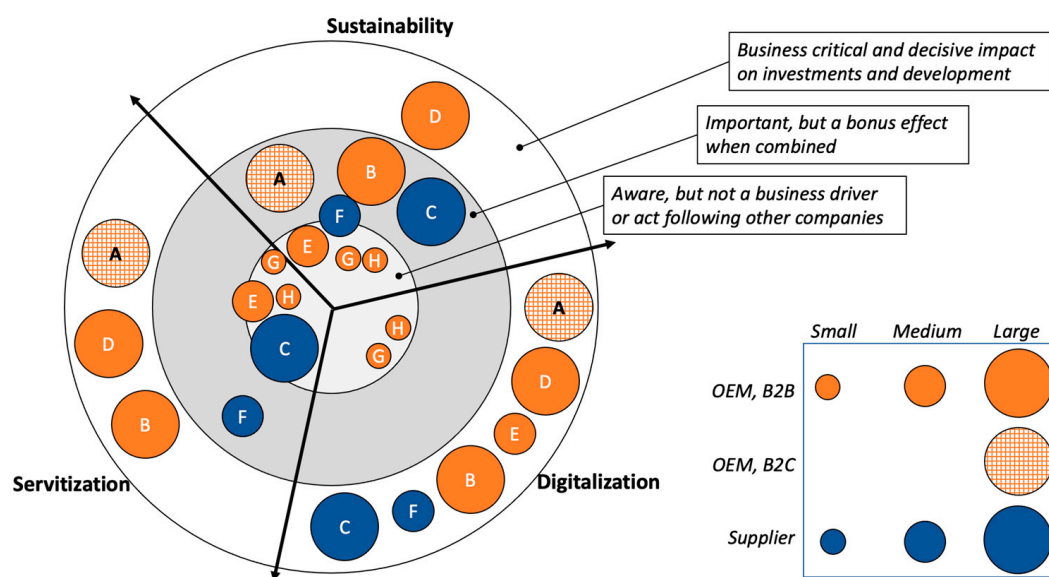 Sustainability
Business critical and decisive impact
on investments and development
D
Important, but a bonus effect
when combined
A
B
Aware, but not a business driver
or act following other companies
C
F
E
G
G
H
A
E
H
A
H
D
C
G
Small
Medium
Large
D
OEM, B2B
F
B
E
OEM, B2C
Servitization
B
Digitalization
C
F
Supplier